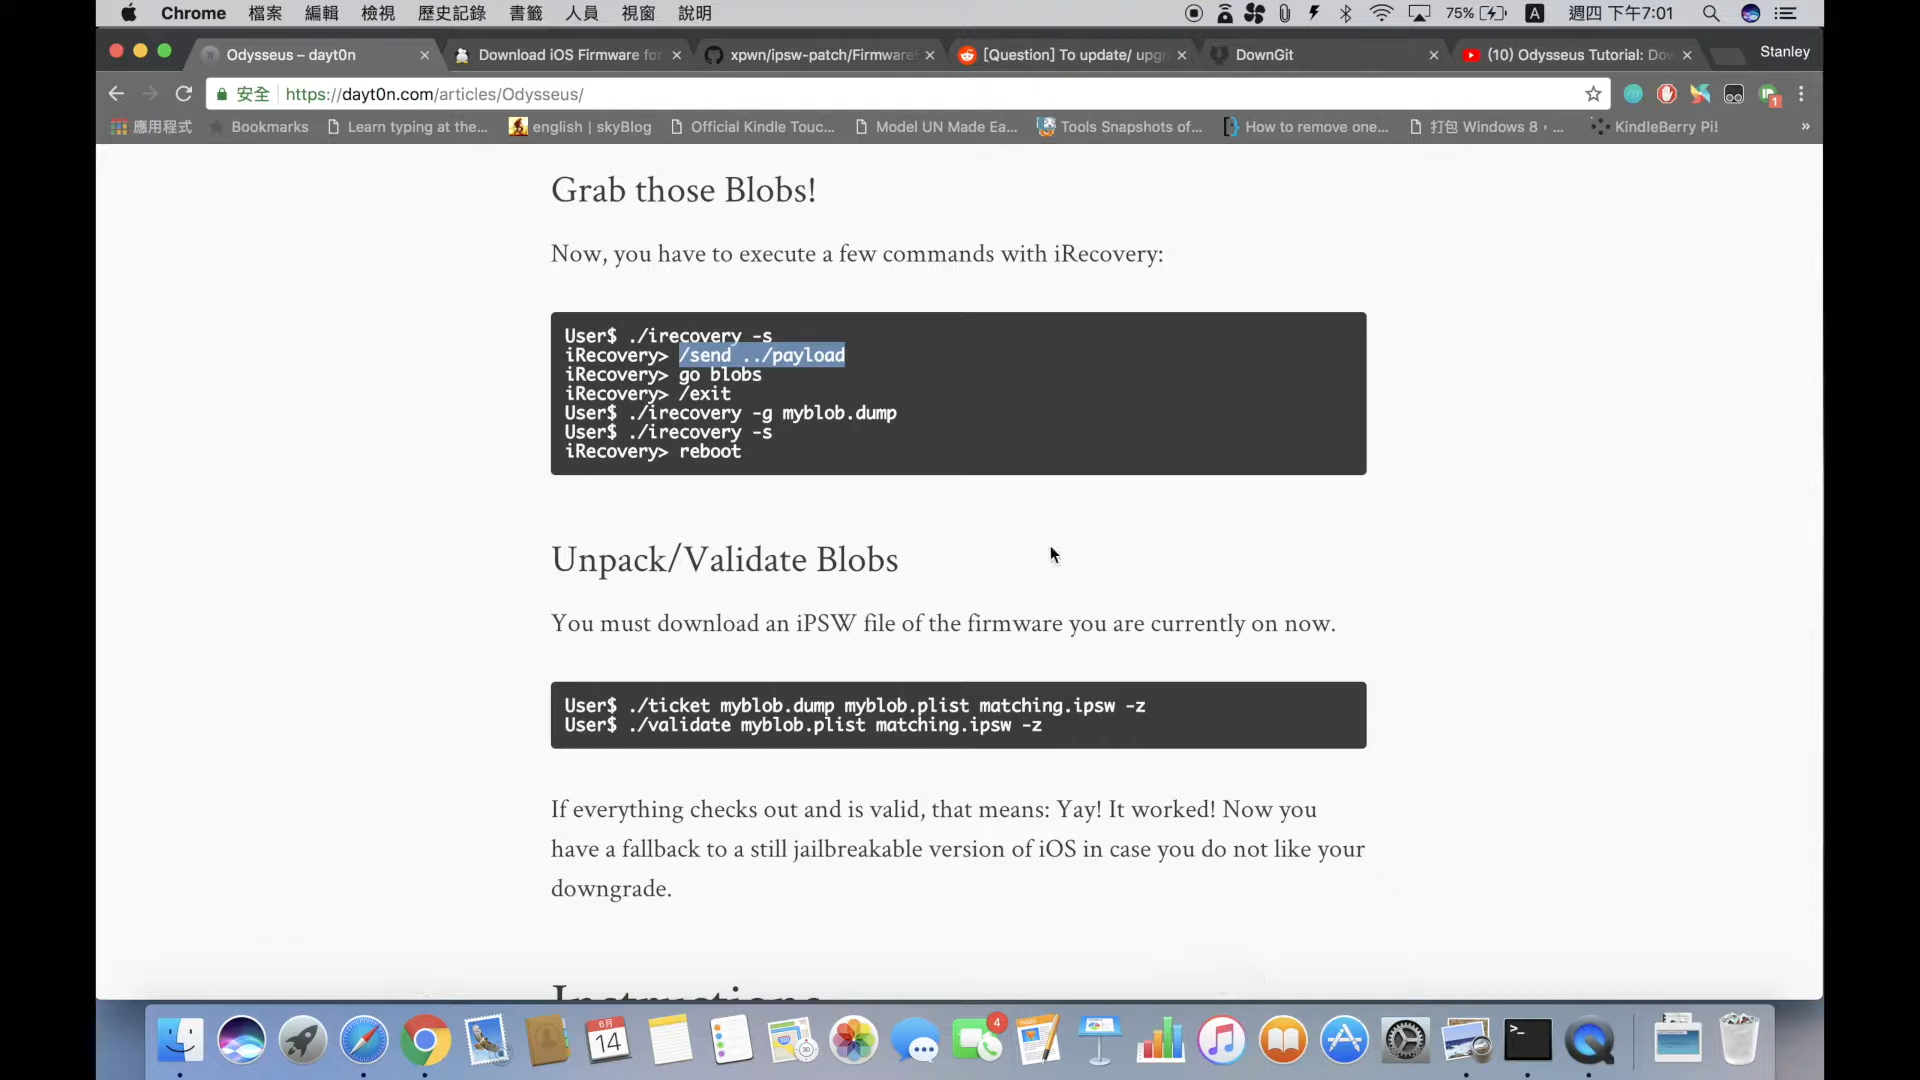 Chrome 檔案 編輯 檢視 歷史記錄 書籤 人員 視窗 說明 75% A 週四 下午7:01
Odysseus – dayt0n Download iOS Firmware for xpwn/ipsw-patch/Firmware [Question] To update/ upgr DownGit (10) Odysseus Tutorial: Dow Stanley
安全 https://dayt0n.com/articles/Odysseus/ 1
應用程式 Bookmarks Learn typing at the... english | skyBlog Official Kindle Touc... Model UN Made Ea... Tools Snapshots of... How to remove one... 打包 Windows 8，... KindleBerry Pi! »
Grab those Blobs!
Now, you have to execute a few commands with iRecovery:
User$ ./irecovery -s
iRecovery> /send ../payload
iRecovery> go blobs
iRecovery> /exit
User$ ./irecovery -g myblob.dump
User$ ./irecovery -s
iRecovery> reboot
Unpack/Validate Blobs
You must download an iPSW file of the firmware you are currently on now.
User$ ./ticket myblob.dump myblob.plist matching.ipsw -z
User$ ./validate myblob.plist matching.ipsw -z
If everything checks out and is valid, that means: Yay! It worked! Now you
have a fallback to a still jailbreakable version of iOS in case you do not like your
downgrade.
Instructions
6月
14
4
>_